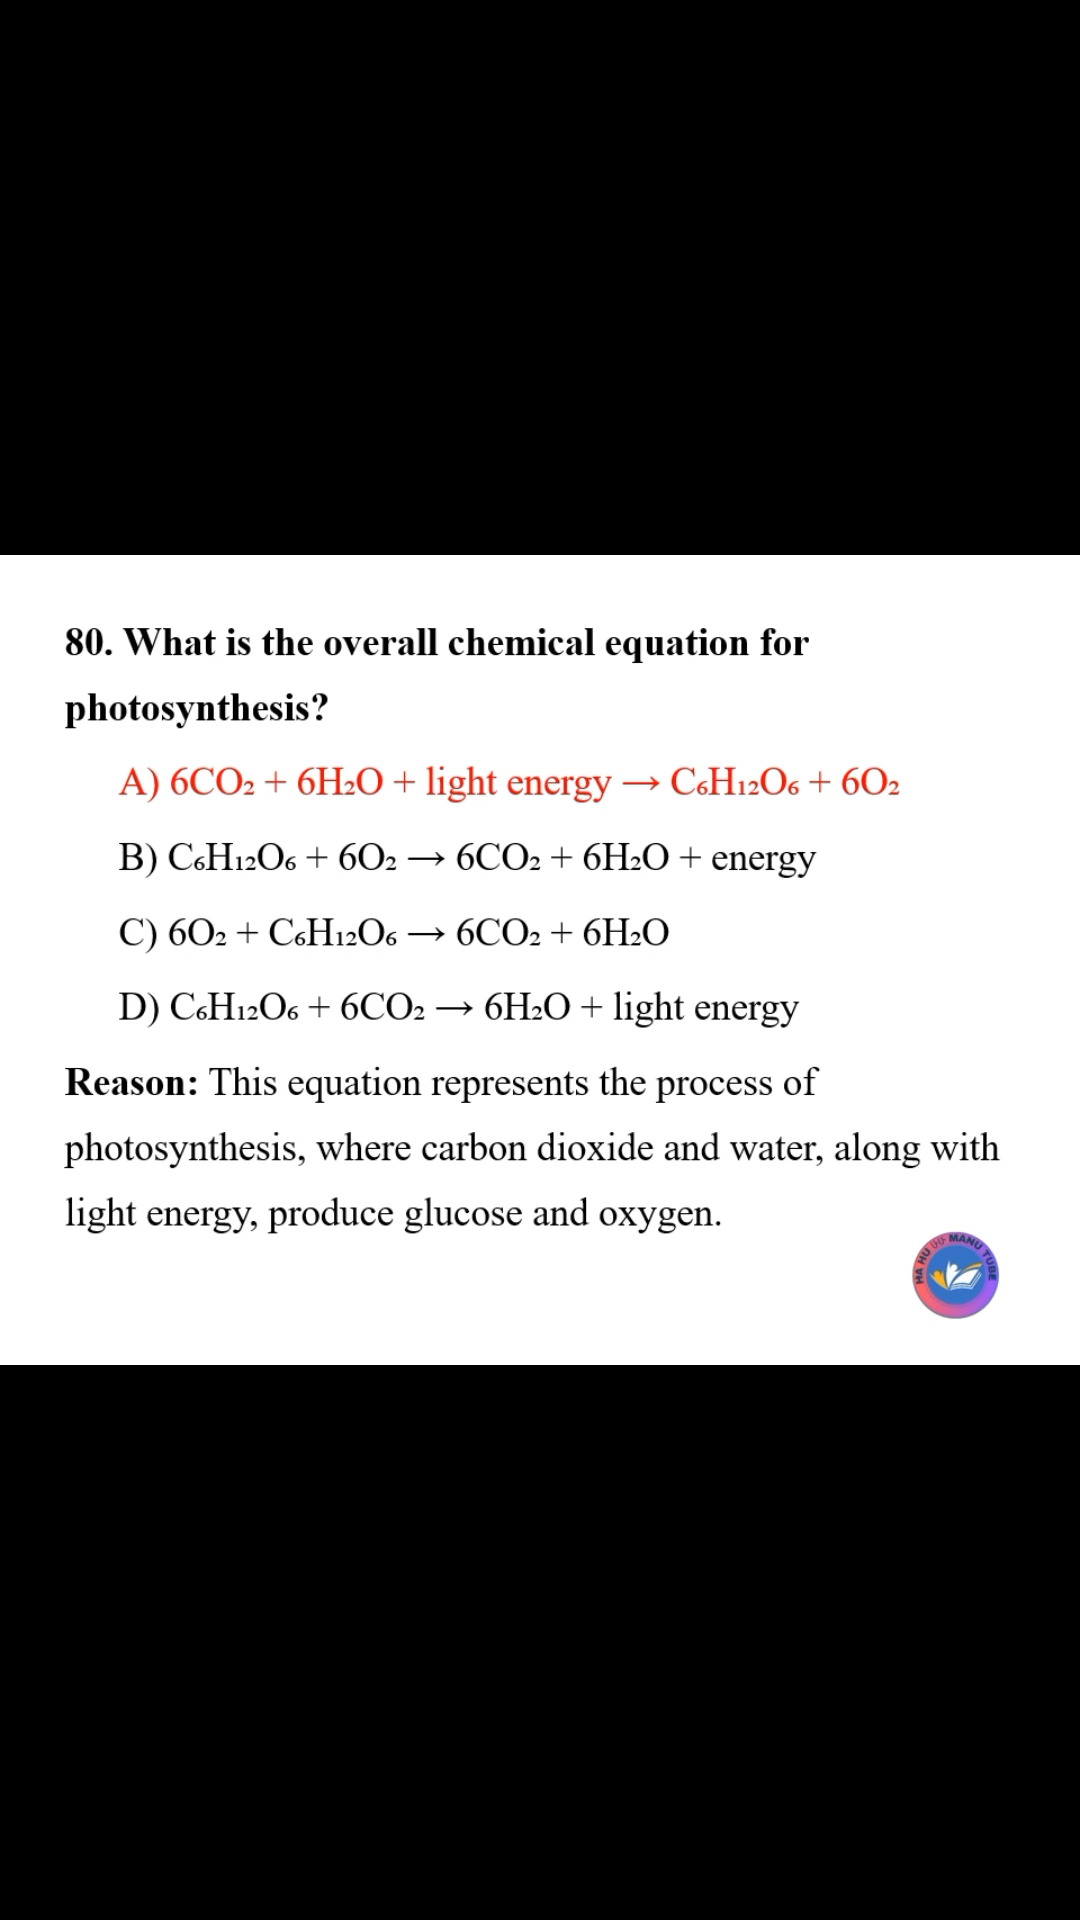 80. What is the overall chemical equation for
photosynthesis?
A) 6CO₂ + 6H₂O + light energy → C₆H₁₂O₆ + 6O₂
B) C₆H₁₂O₆ + 6O₂ → 6CO₂ + 6H₂O + energy
C) 6O₂ + C₆H₁₂O₆ → 6CO₂ + 6H₂O
D) C₆H₁₂O₆ + 6CO₂ → 6H₂O + light energy
Reason: This equation represents the process of
photosynthesis, where carbon dioxide and water, along with
light energy, produce glucose and oxygen.
HA HU MANU TUBE